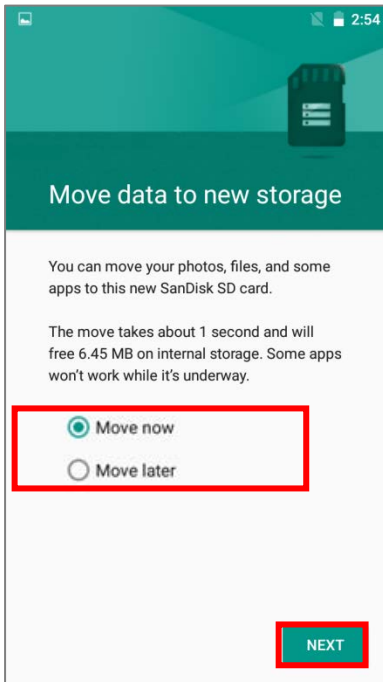 2:54
Move data to new storage
You can move your photos, files, and some
apps to this new SanDisk SD card.
The move takes about 1 second and will
free 6.45 MB on internal storage. Some apps
won't work while it's underway.
Move now
Move later
NEXT